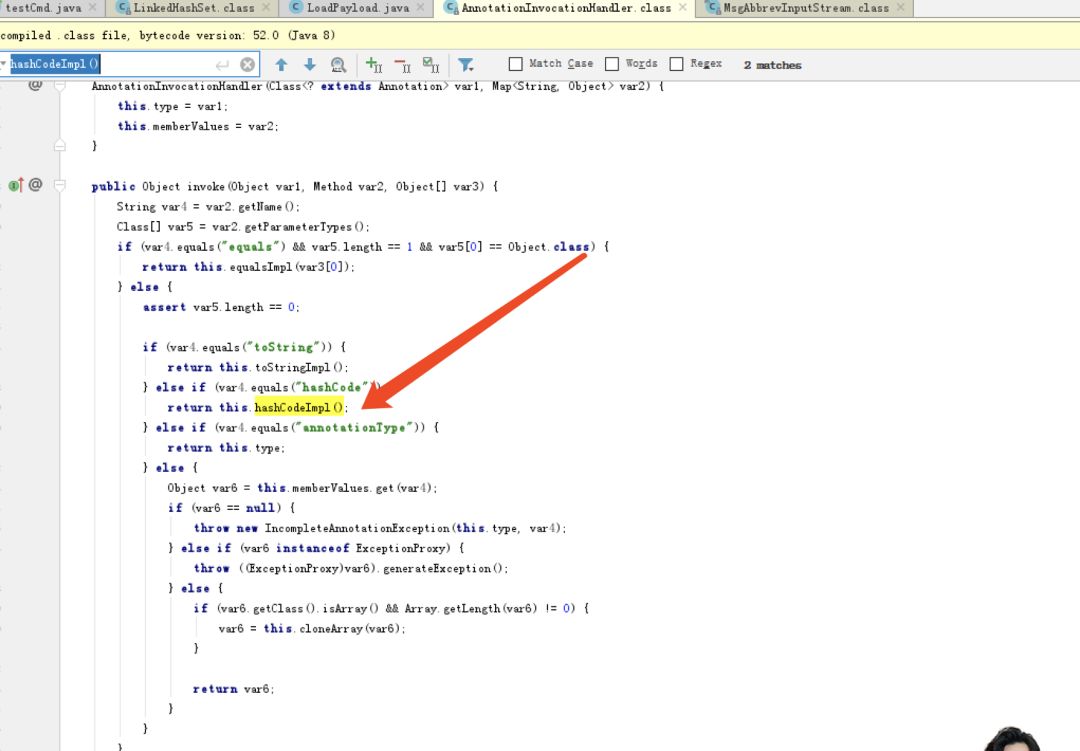 testCmd.java × LinkedHashSet.class × LoadPayload.java × AnnotationInvocationHandler.class × MsgAbbrevInputStream.class ×
compiled .class file, bytecode version: 52.0 (Java 8)
hashCodeImpl() Match Case Words Regex 2 matches
AnnotationInvocationHandler(Class<? extends Annotation> var1, Map<String, Object> var2) {
this.type = var1;
this.memberValues = var2;
}
public Object invoke(Object var1, Method var2, Object[] var3) {
String var4 = var2.getName();
Class[] var5 = var2.getParameterTypes();
if (var4.equals("equals") && var5.length == 1 && var5[0] == Object.class) {
return this.equalsImpl(var3[0]);
} else {
assert var5.length == 0;
if (var4.equals("toString")) {
return this.toStringImpl();
} else if (var4.equals("hashCode")
return this.hashCodeImpl();
} else if (var4.equals("annotationType")) {
return this.type;
} else {
Object var6 = this.memberValues.get(var4);
if (var6 == null) {
throw new IncompleteAnnotationException(this.type, var4);
} else if (var6 instanceof ExceptionProxy) {
throw ((ExceptionProxy)var6).generateException();
} else {
if (var6.getClass().isArray() && Array.getLength(var6) != 0) {
var6 = this.cloneArray(var6);
}
return var6;
}
}
}